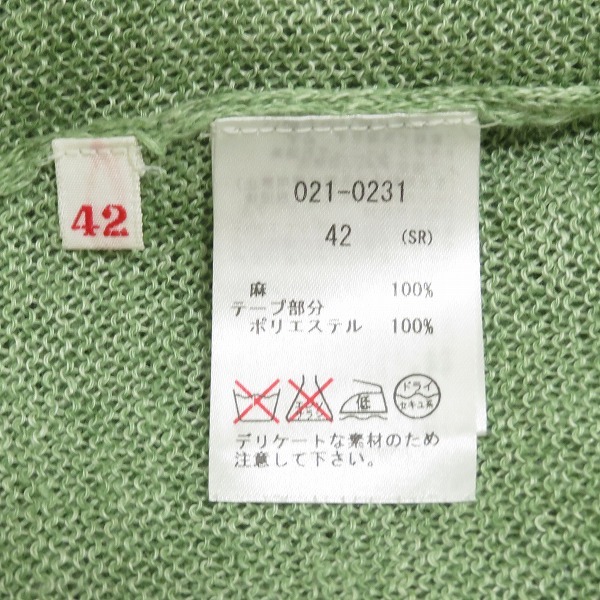 42
021-0231
42 (SR)
麻 100%
テープ部分
ポリエステル 100%
低
ドライ
セキユ系
デリケートな素材のため
注意して下さい。